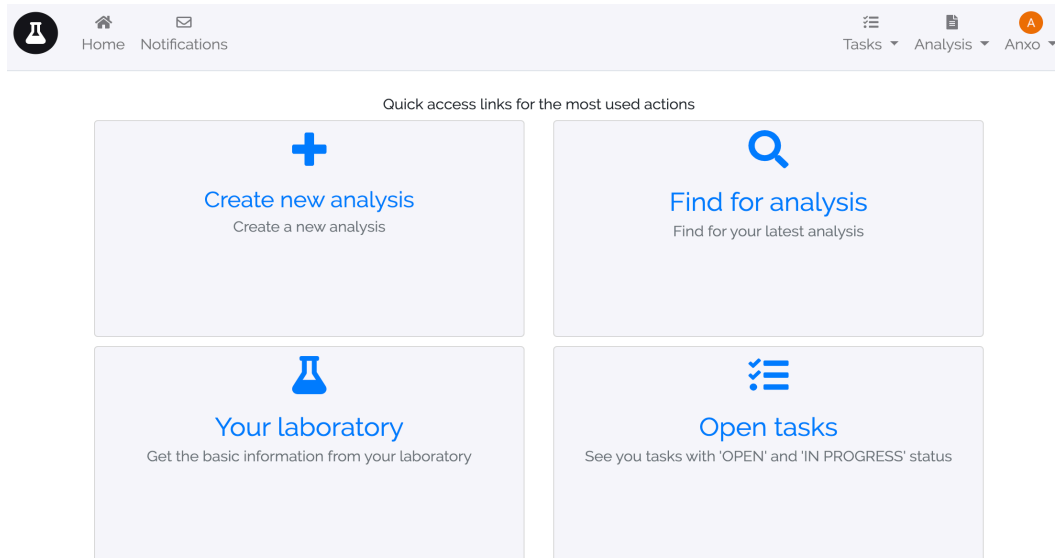 Home
Notifications
Tasks
Analysis
A
Anxo
Quick access links for the most used actions
Create new analysis
Create a new analysis
Find for analysis
Find for your latest analysis
Your laboratory
Get the basic information from your laboratory
Open tasks
See you tasks with 'OPEN' and 'IN PROGRESS' status